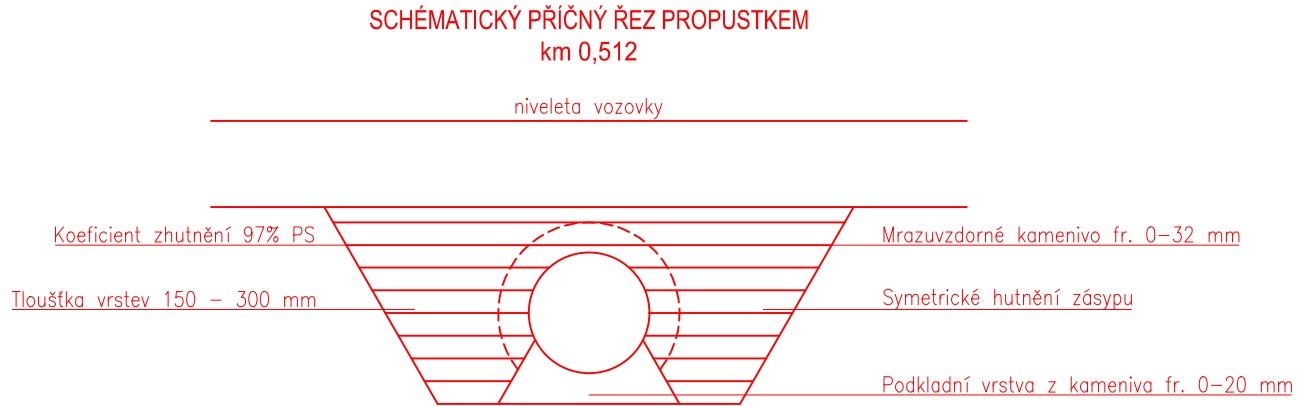 SCHÉMATICKÝ PŘÍČNÝ ŘEZ PROPUSTKEM
km 0,512
niveleta vozovky
Koeficient zhutnění 97% PS
Mrazuvzdorné kamenivo fr. 0–32 mm
Tloušťka vrstev 150 – 300 mm
Symetrické hutnění zásypu
Podkladní vrstva z kameniva fr. 0–20 mm